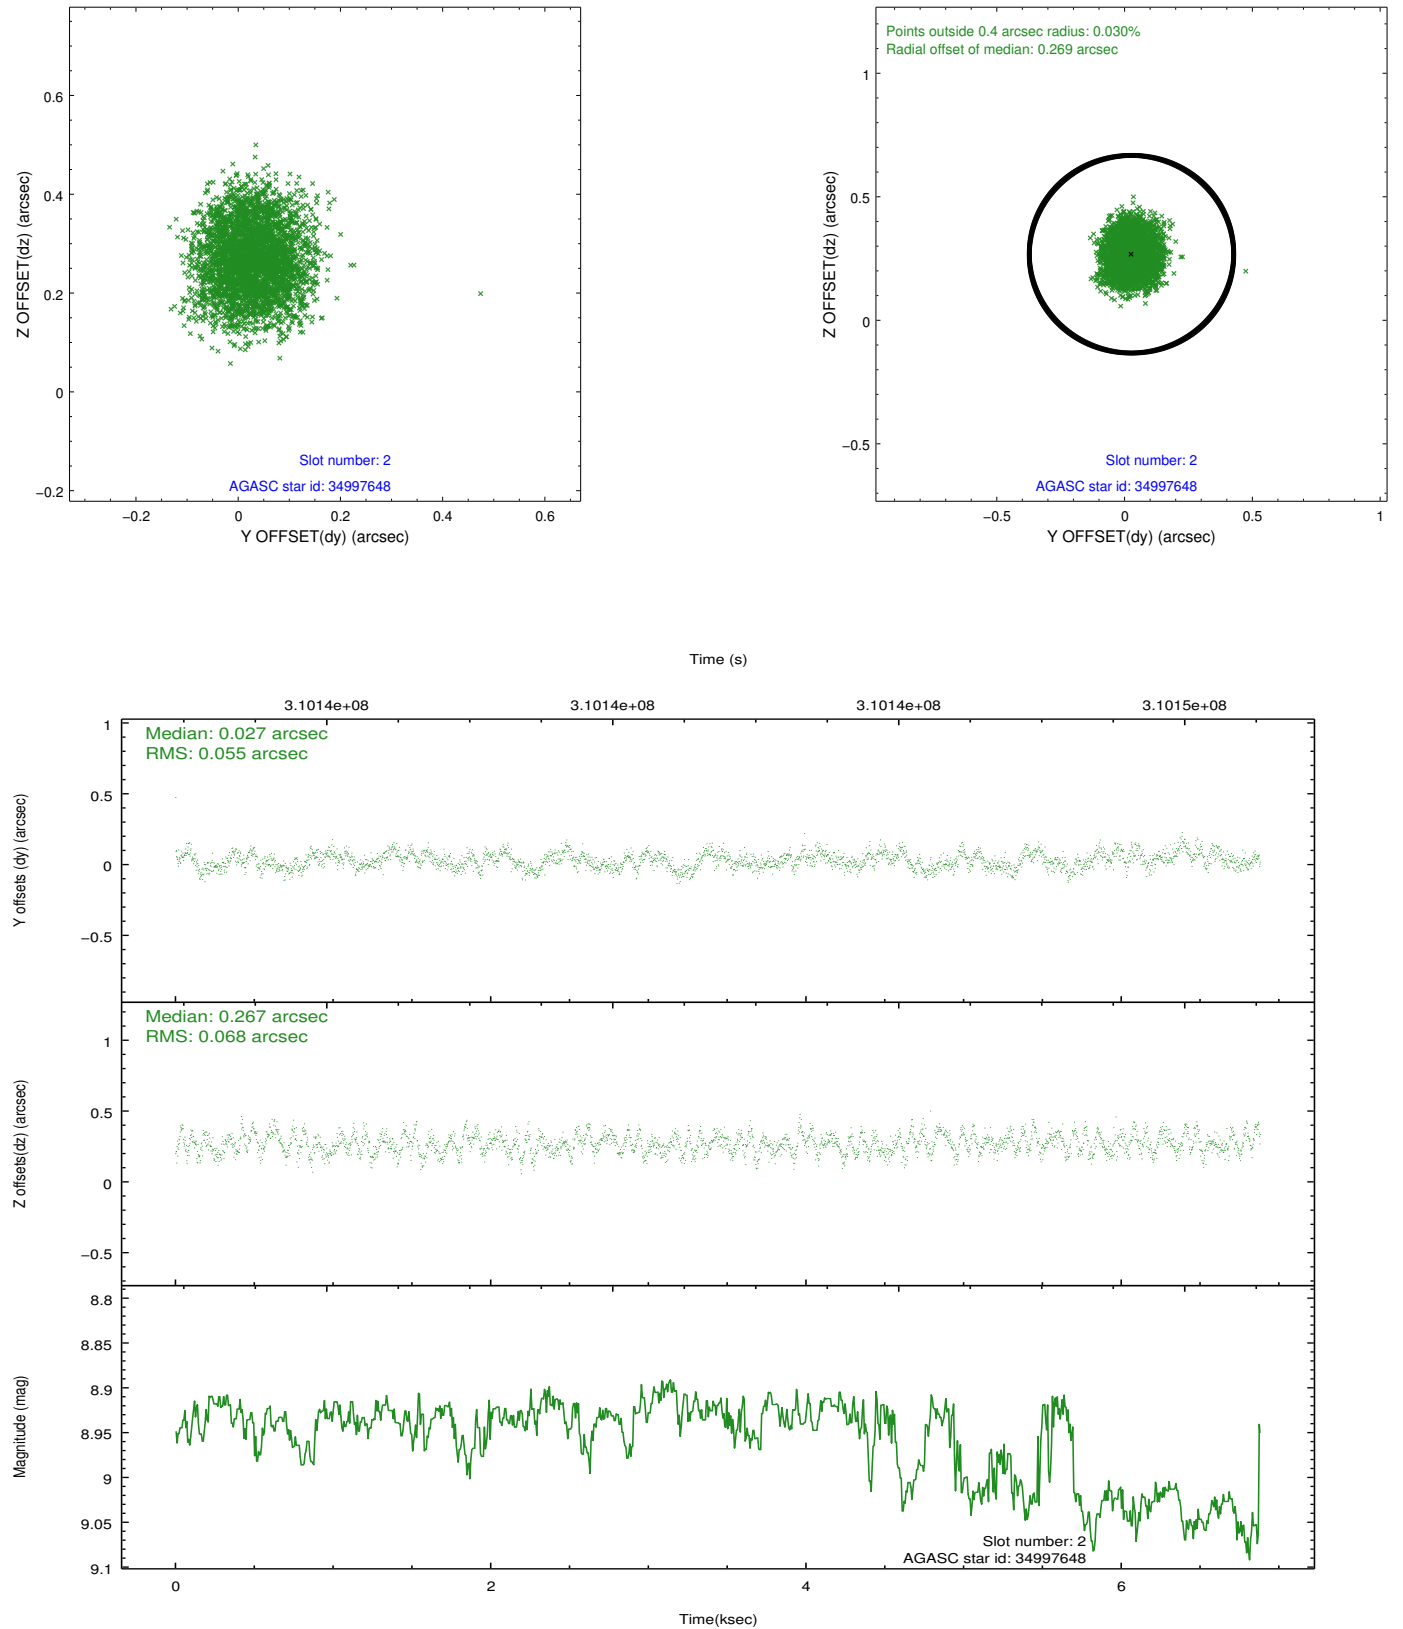 0.6
0.4
0.2
0
−0.2
Z OFFSET(dz) (arcsec)
Slot number: 2
AGASC star id: 34997648
−0.2 0 0.2 0.4 0.6
Y OFFSET(dy) (arcsec)
Points outside 0.4 arcsec radius: 0.030%
Radial offset of median: 0.269 arcsec
1
0.5
0
−0.5
Z OFFSET(dz) (arcsec)
Slot number: 2
AGASC star id: 34997648
−0.5 0 0.5 1
Y OFFSET(dy) (arcsec)
Time (s)
3.1014e+08 3.1014e+08 3.1014e+08 3.1015e+08
Median: 0.027 arcsec
RMS: 0.055 arcsec
1
0.5
0
−0.5
Y offsets (dy) (arcsec)
Median: 0.267 arcsec
RMS: 0.068 arcsec
1
0.5
0
−0.5
Z offsets(dz) (arcsec)
8.8
8.85
8.9
8.95
9
9.05
9.1
Magnitude (mag)
Slot number: 2
AGASC star id: 34997648
0 2 4 6
Time(ksec)